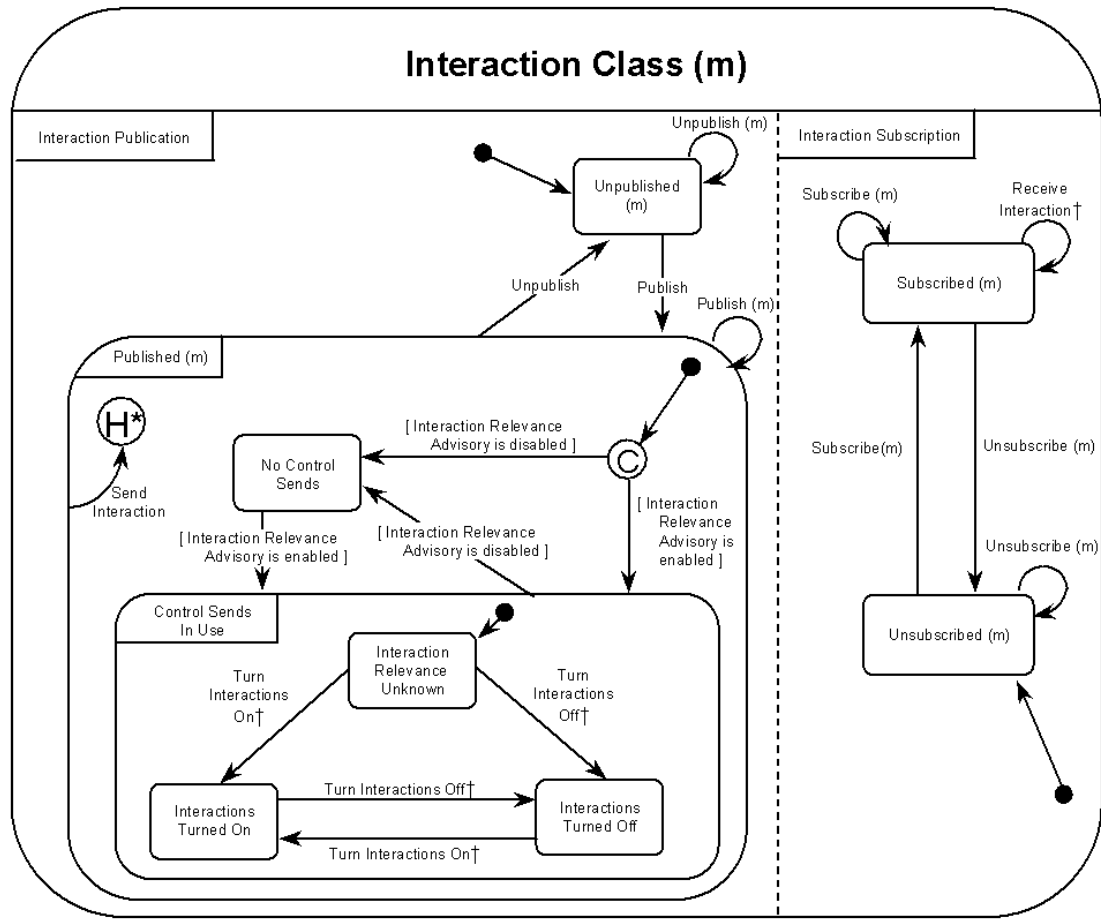 Interaction Class (m)
Interaction Publication
Unpublish (m)
Unpublished
(m)
Unpublish
Publish
Publish (m)
Published (m)
H*
Send
Interaction
[ Interaction Relevance
Advisory is disabled ]
C
No Control
Sends
[ Interaction Relevance
Advisory is enabled ]
[ Interaction Relevance
Advisory is disabled ]
[ Interaction
Relevance
Advisory is
enabled ]
Control Sends
In Use
Interaction
Relevance
Unknown
Turn
Interactions
On†
Turn
Interactions
Off†
Interactions
Turned On
Turn Interactions Off†
Turn Interactions On†
Interactions
Turned Off
Interaction Subscription
Subscribe (m)
Receive
Interaction†
Subscribed (m)
Subscribe(m)
Unsubscribe (m)
Unsubscribe (m)
Unsubscribed (m)